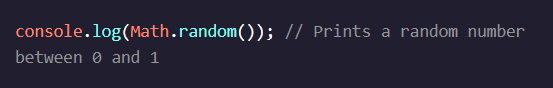 console.log(Math.random()); // Prints a random number
between 0 and 1